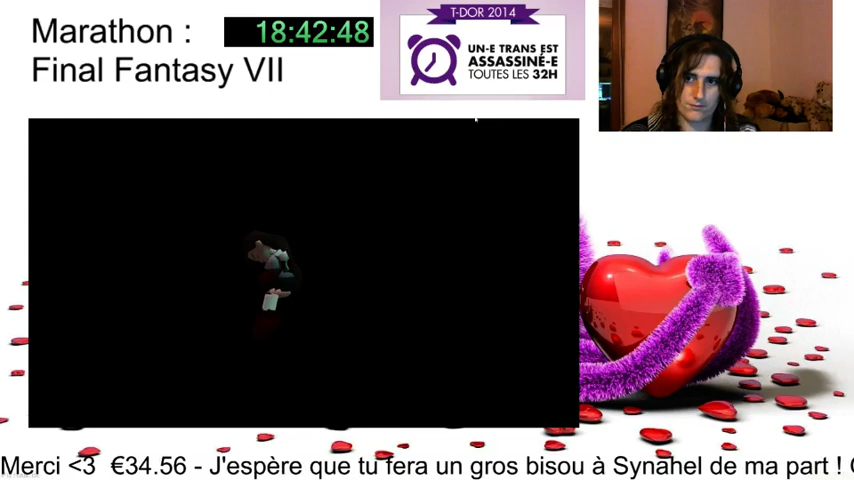 Marathon :
18:42:48
Final Fantasy VII
T-DOR 2014
UN·E TRANS EST
ASSASSINÉ·E
TOUTES LES 32H
Merci <3 €34.56 - J'espère que tu fera un gros bisou à Synahel de ma part !